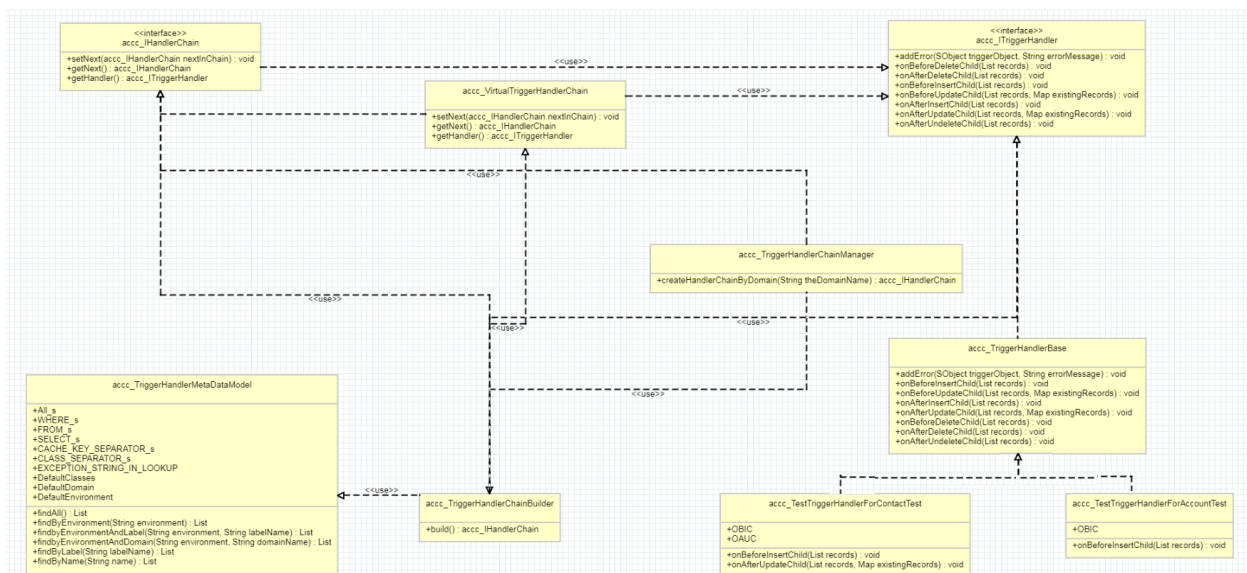 <<interface>>
accc_IHandlerChain
+setNext(accc_IHandlerChain nextInChain) : void
+getNext() : accc_IHandlerChain
+getHandler() : accc_ITriggerHandler
<<interface>>
accc_ITriggerHandler
+addError(SObject triggerObject, String errorMessage) : void
+onBeforeDeleteChild(List records) : void
+onAfterDeleteChild(List records) : void
+onBeforeInsertChild(List records) : void
+onBeforeUpdateChild(List records, Map existingRecords) : void
+onAfterInsertChild(List records) : void
+onAfterUpdateChild(List records, Map existingRecords) : void
+onAfterUndeleteChild(List records) : void
<<use>>
accc_VirtualTriggerHandlerChain
+setNext(accc_IHandlerChain nextInChain) : void
+getNext() : accc_IHandlerChain
+getHandler() : accc_ITriggerHandler
<<use>>
<<use>>
accc_TriggerHandlerChainManager
+createHandlerChainByDomain(String theDomainName) : accc_IHandlerChain
<<use>>
<<use>>
<<use>>
accc_TriggerHandlerBase
+addError(SObject triggerObject, String errorMessage) : void
+onBeforeInsertChild(List records) : void
+onBeforeUpdateChild(List records, Map existingRecords) : void
+onAfterInsertChild(List records) : void
+onAfterUpdateChild(List records, Map existingRecords) : void
+onBeforeDeleteChild(List records) : void
+onAfterDeleteChild(List records) : void
+onAfterUndeleteChild(List records) : void
<<use>>
accc_TriggerHandlerMetaDataModel
+All_s
+WHERE_s
+FROM_s
+SELECT_s
+CACHE_KEY_SEPARATOR_s
+CLASS_SEPARATOR_s
+EXCEPTION_STRING_IN_LOOKUP
+DefaultClasses
+DefaultDomain
+DefaultEnvironment
+findAll() : List
+findByEnvironment(String environment) : List
+findbyEnvironmentAndLabel(String environment, String labelName) : List
+findbyEnvironmentAndDomain(String environment, String domainName) : List
+findByLabel(String labelName) : List
+findByName(String name) : List
<<use>>
accc_TriggerHandlerChainBuilder
+build() : accc_IHandlerChain
accc_TestTriggerHandlerForContactTest
+OBIC
+OAUC
+onBeforeInsertChild(List records) : void
+onAfterUpdateChild(List records, Map existingRecords) : void
accc_TestTriggerHandlerForAccountTest
+OBIC
+onBeforeInsertChild(List records) : void